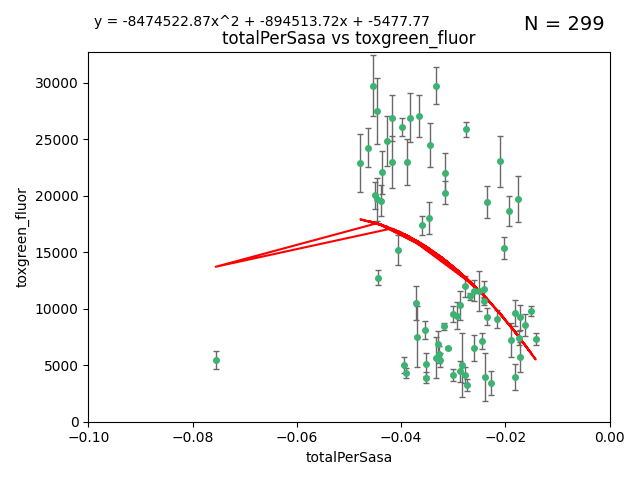 y = -8474522.87x^2 + -894513.72x + -5477.77
N = 299
totalPerSasa vs toxgreen_fluor
30000
25000
20000
15000
10000
5000
0
toxgreen_fluor
−0.10
−0.08
−0.06
−0.04
−0.02
0.00
totalPerSasa